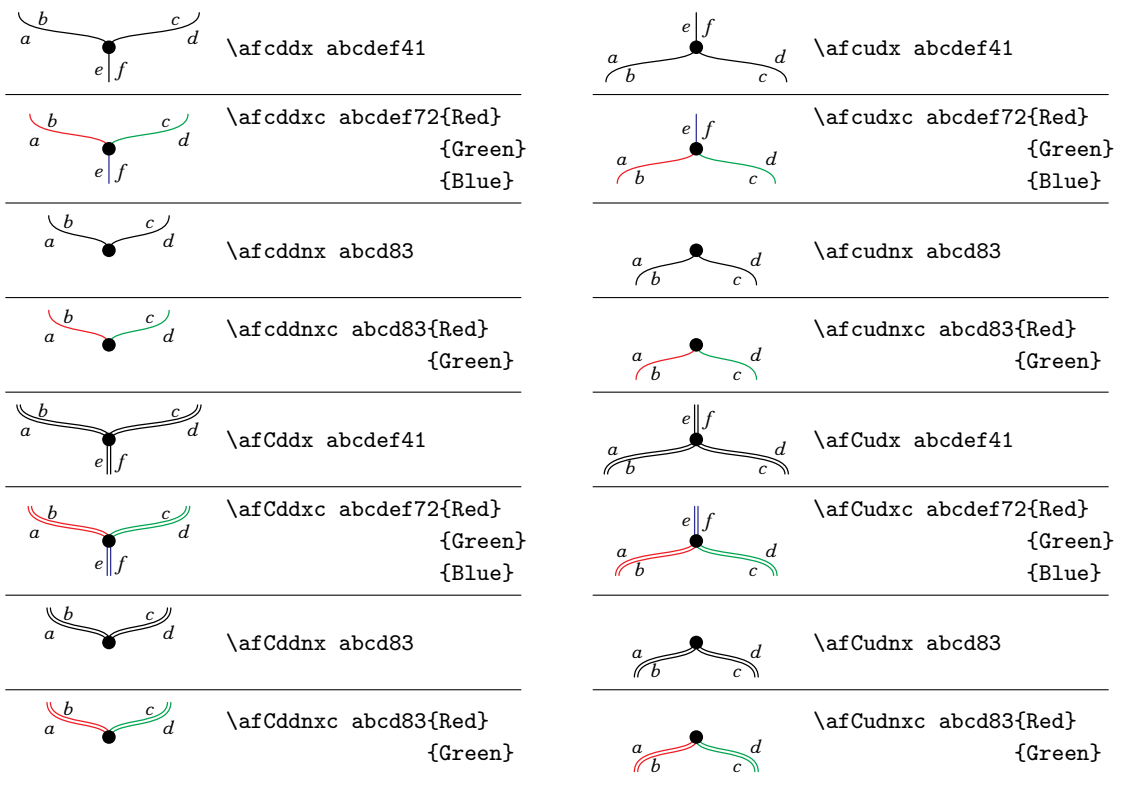 b c
a d
e f
\afcddx abcdef41
b c
a d
e f
\afcddxc abcdef72{Red}
{Green}
{Blue}
b c
a d
\afcddnx abcd83
b c
a d
\afcddnxc abcd83{Red}
{Green}
b c
a d
e f
\afCddx abcdef41
b c
a d
e f
\afCddxc abcdef72{Red}
{Green}
{Blue}
b c
a d
\afCddnx abcd83
b c
a d
\afCddnxc abcd83{Red}
{Green}
e f
a d
b c
\afcudx abcdef41
e f
a d
b c
\afcudxc abcdef72{Red}
{Green}
{Blue}
a d
b c
\afcudnx abcd83
a d
b c
\afcudnxc abcd83{Red}
{Green}
e f
a d
b c
\afCudx abcdef41
e f
a d
b c
\afCudxc abcdef72{Red}
{Green}
{Blue}
a d
b c
\afCudnx abcd83
a d
b c
\afCudnxc abcd83{Red}
{Green}